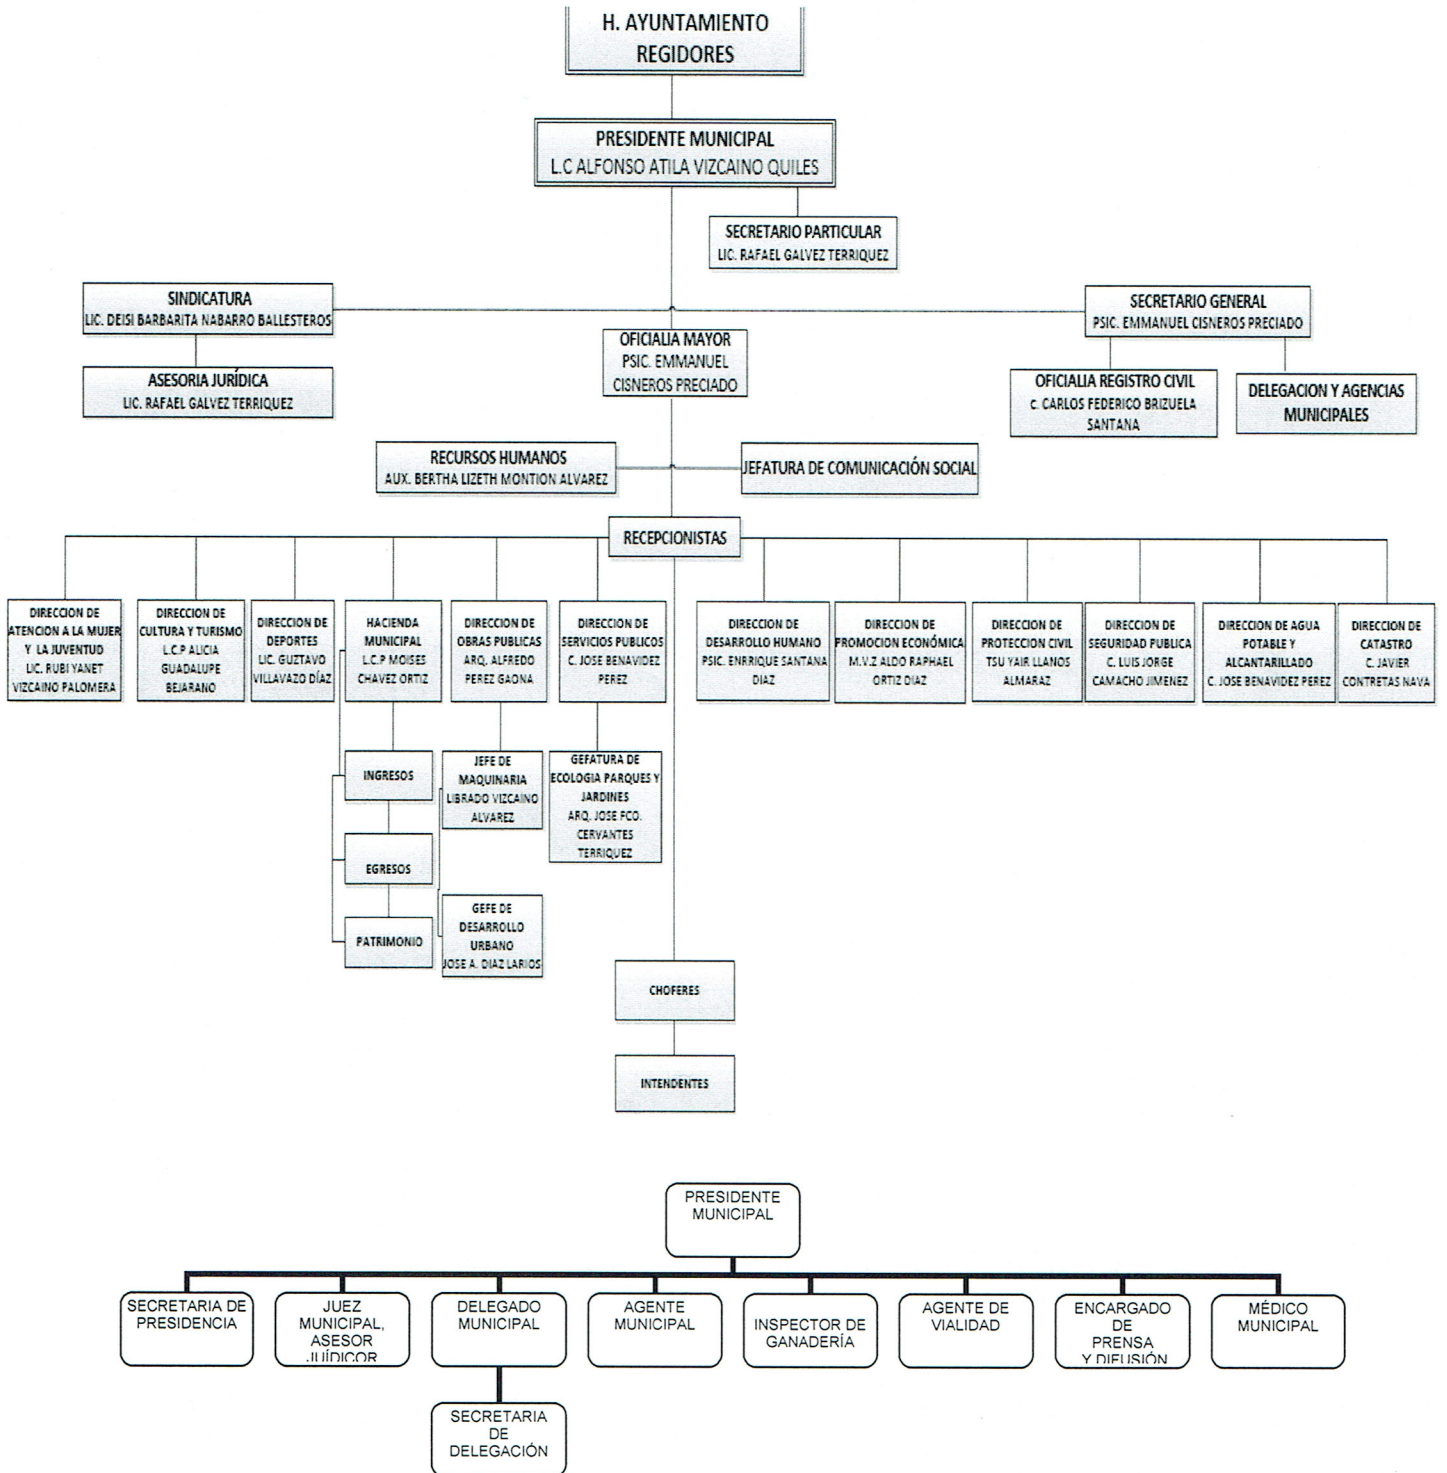 H. AYUNTAMIENTO
REGIDORES
PRESIDENTE MUNICIPAL
L.C ALFONSO ATILA VIZCAINO QUILES
SECRETARIO PARTICULAR
LIC. RAFAEL GALVEZ TERRIQUEZ
SINDICATURA
LIC. DEISI BARBARITA NABARRO BALLESTEROS
SECRETARIO GENERAL
PSIC. EMMANUEL CISNEROS PRECIADO
OFICIALIA MAYOR
PSIC. EMMANUEL
CISNEROS PRECIADO
ASESORIA JURÍDICA
LIC. RAFAEL GALVEZ TERRIQUEZ
OFICIALIA REGISTRO CIVIL
c. CARLOS FEDERICO BRIZUELA
SANTANA
DELEGACION Y AGENCIAS
MUNICIPALES
RECURSOS HUMANOS
AUX. BERTHA LIZETH MONTION ALVAREZ
JEFATURA DE COMUNICACIÓN SOCIAL
RECEPCIONISTAS
DIRECCION DE
ATENCION A LA MUJER
Y LA JUVENTUD
LIC. RUBI YANET
VIZCAINO PALOMERA
DIRECCION DE
CULTURA Y TURISMO
L.C.P ALICIA
GUADALUPE
BEJARANO
DIRECCION DE
DEPORTES
LIC. GUZTAVO
VILLAVAZO DÍAZ
HACIENDA
MUNICIPAL
L.C.P MOISES
CHAVEZ ORTIZ
DIRECCION DE
OBRAS PUBLICAS
ARQ. ALFREDO
PEREZ GAONA
DIRECCION DE
SERVICIOS PUBLICOS
C. JOSE BENAVIDEZ
PEREZ
DIRECCION DE
DESARROLLO HUMANO
PSIC. ENRRIQUE SANTANA
DIAZ
DIRECCION DE
PROMOCION ECONÓMICA
M.V.Z ALDO RAPHAEL
ORTIZ DIAZ
DIRECCION DE
PROTECCION CIVIL
TSU YAIR LLANOS
ALMARAZ
DIRECCION DE
SEGURIDAD PUBLICA
C. LUIS JORGE
CAMACHO JIMENEZ
DIRECCION DE AGUA
POTABLE Y
ALCANTARILLADO
C. JOSE BENAVIDEZ PEREZ
DIRECCION DE
CATASTRO
C. JAVIER
CONTRETAS NAVA
INGRESOS
EGRESOS
PATRIMONIO
JEFE DE
MAQUINARIA
LIBRADO VIZCAINO
ALVAREZ
GEFE DE
DESARROLLO
URBANO
JOSE A. DIAZ LARIOS
GEFATURA DE
ECOLOGIA PARQUES Y
JARDINES
ARQ. JOSE FCO.
CERVANTES
TERRIQUEZ
CHOFERES
INTENDENTES
PRESIDENTE
MUNICIPAL
SECRETARIA DE
PRESIDENCIA
JUEZ
MUNICIPAL,
ASESOR
JUÍDICOR
DELEGADO
MUNICIPAL
AGENTE
MUNICIPAL
INSPECTOR DE
GANADERÍA
AGENTE DE
VIALIDAD
ENCARGADO
DE
PRENSA
Y DIFUSIÓN
MÉDICO
MUNICIPAL
SECRETARIA
DE
DELEGACIÓN